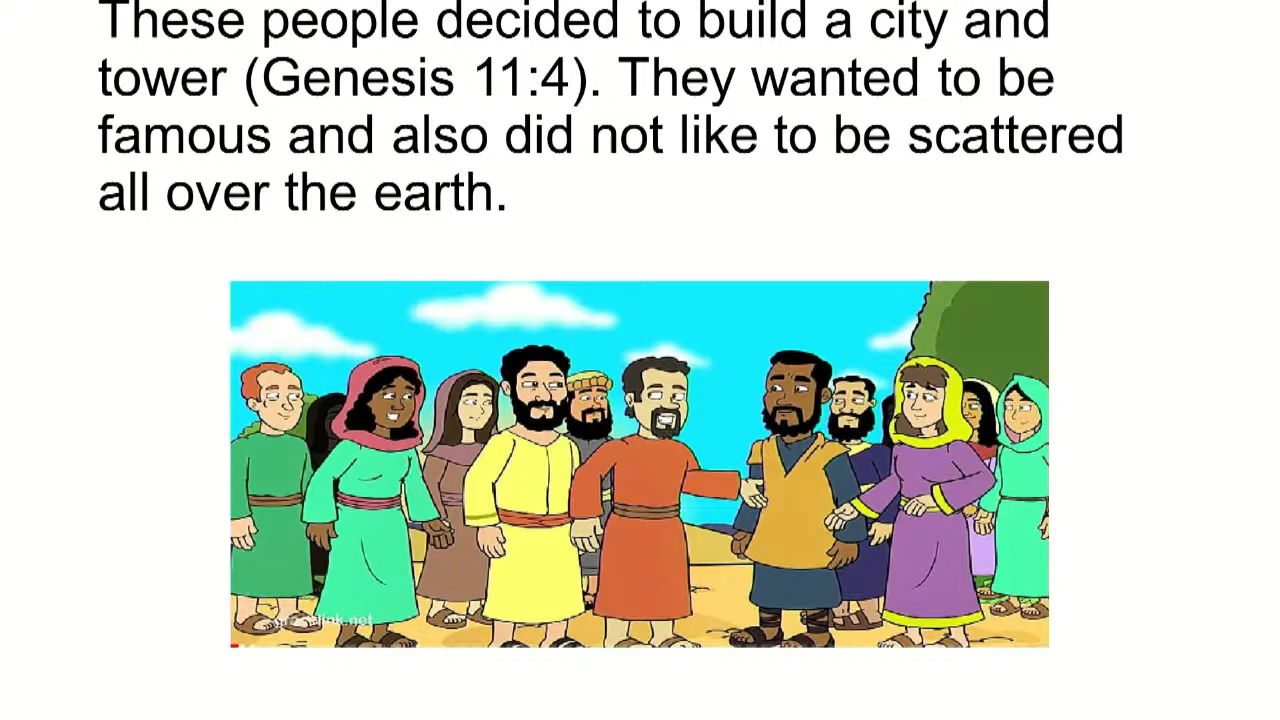 These people decided to build a city and
tower (Genesis 11:4). They wanted to be
famous and also did not like to be scattered
all over the earth.